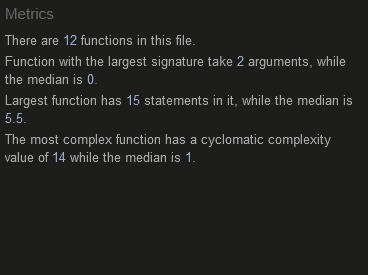 Metrics
There are 12 functions in this file.
Function with the largest signature take 2 arguments, while
the median is 0.
Largest function has 15 statements in it, while the median is
5.5.
The most complex function has a cyclomatic complexity
value of 14 while the median is 1.